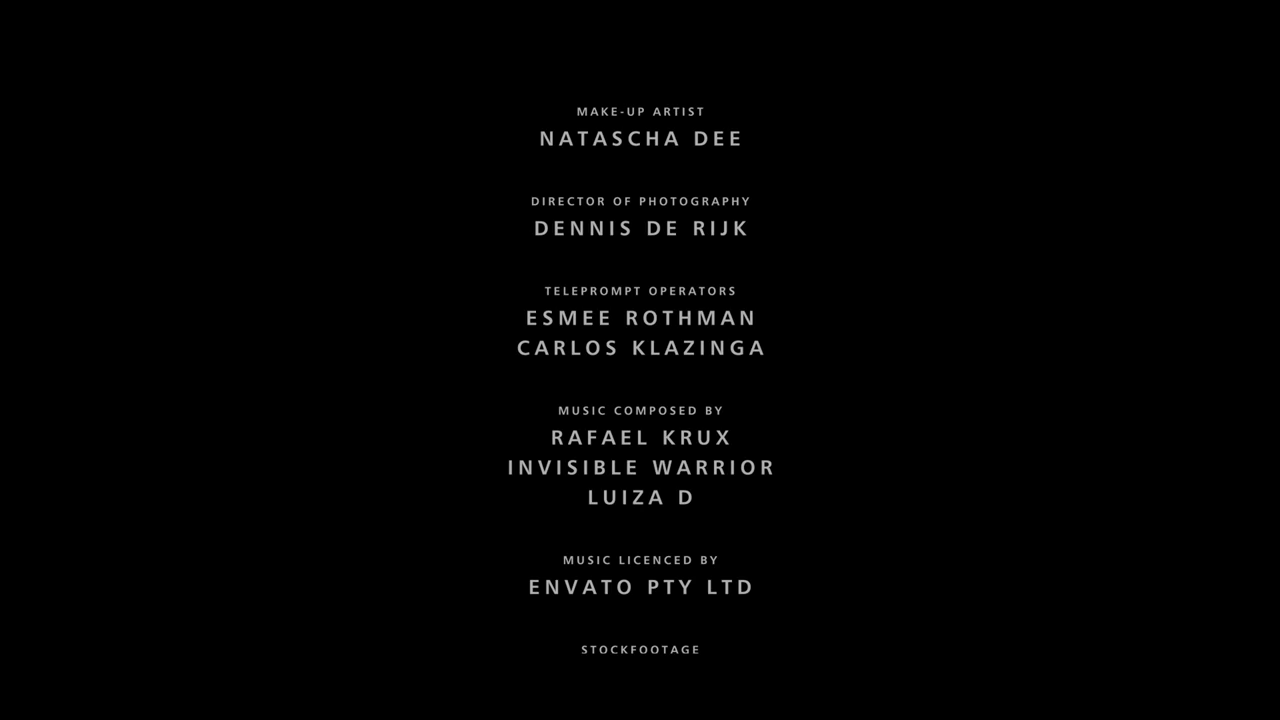 MAKE-UP ARTIST
NATASCHA DEE
DIRECTOR OF PHOTOGRAPHY
DENNIS DE RIJK
TELEPROMPT OPERATORS
ESMEE ROTHMAN
CARLOS KLAZINGA
MUSIC COMPOSED BY
RAFAEL KRUX
INVISIBLE WARRIOR
LUIZA D
MUSIC LICENCED BY
ENVATO PTY LTD
STOCKFOOTAGE